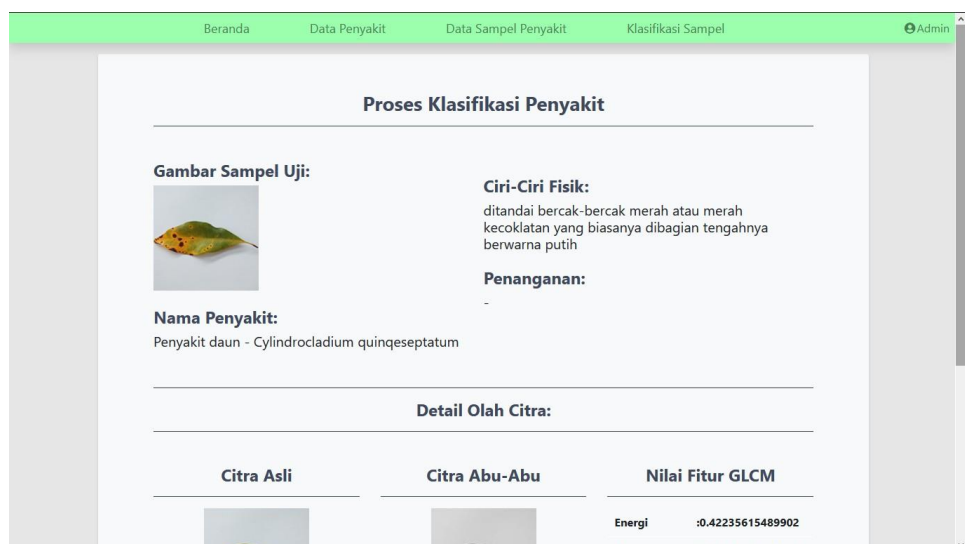 Beranda Data Penyakit Data Sampel Penyakit Klasifikasi Sampel Admin
Proses Klasifikasi Penyakit
Gambar Sampel Uji:
Nama Penyakit:
Penyakit daun - Cylindrocladium quinqeseptatum
Ciri-Ciri Fisik:
ditandai bercak-bercak merah atau merah
kecoklatan yang biasanya dibagian tengahnya
berwarna putih
Penanganan:
-
Detail Olah Citra:
Citra Asli Citra Abu-Abu Nilai Fitur GLCM
Energi :0.42235615489902